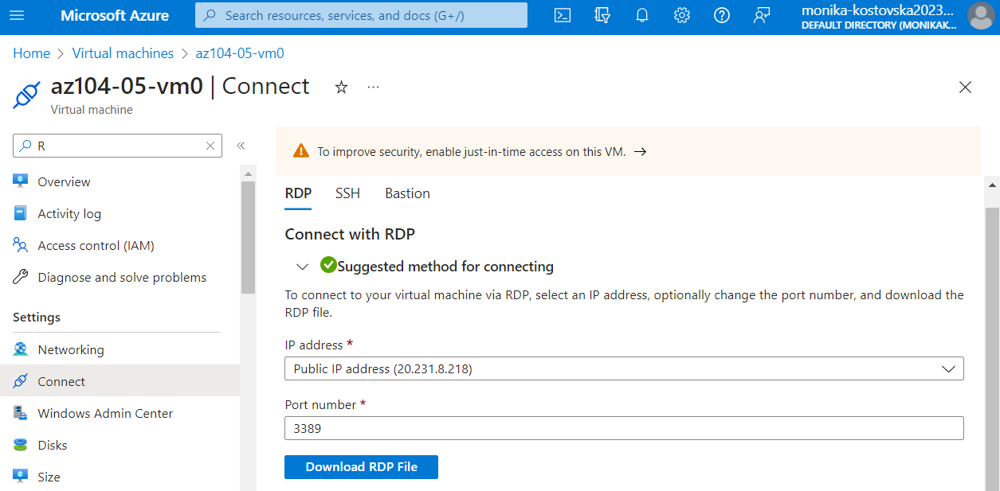 Microsoft Azure
Search resources, services, and docs (G+/)
monika-kostovska2023...
DEFAULT DIRECTORY (MONIKAK...
Home > Virtual machines > az104-05-vm0
az104-05-vm0 | Connect
Virtual machine
R
Overview
Activity log
Access control (IAM)
Diagnose and solve problems
Settings
Networking
Connect
Windows Admin Center
Disks
Size
To improve security, enable just-in-time access on this VM. →
RDP SSH Bastion
Connect with RDP
Suggested method for connecting
To connect to your virtual machine via RDP, select an IP address, optionally change the port number, and download the
RDP file.
IP address *
Public IP address (20.231.8.218)
Port number *
3389
Download RDP File